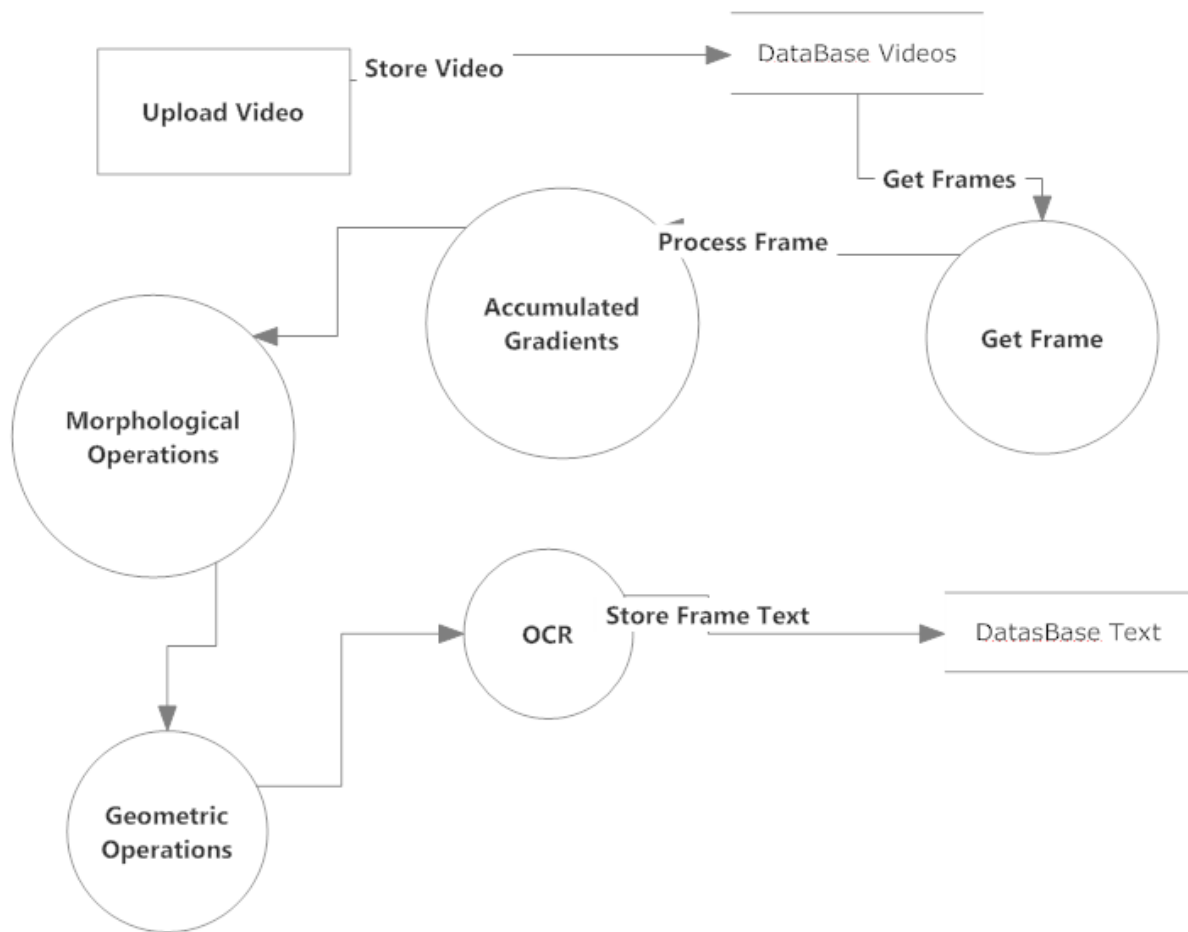 Upload Video
Store Video
DataBase Videos
Get Frames
Process Frame
Get Frame
Accumulated
Gradients
Morphological
Operations
Geometric
Operations
OCR
Store Frame Text
DatasBase Text